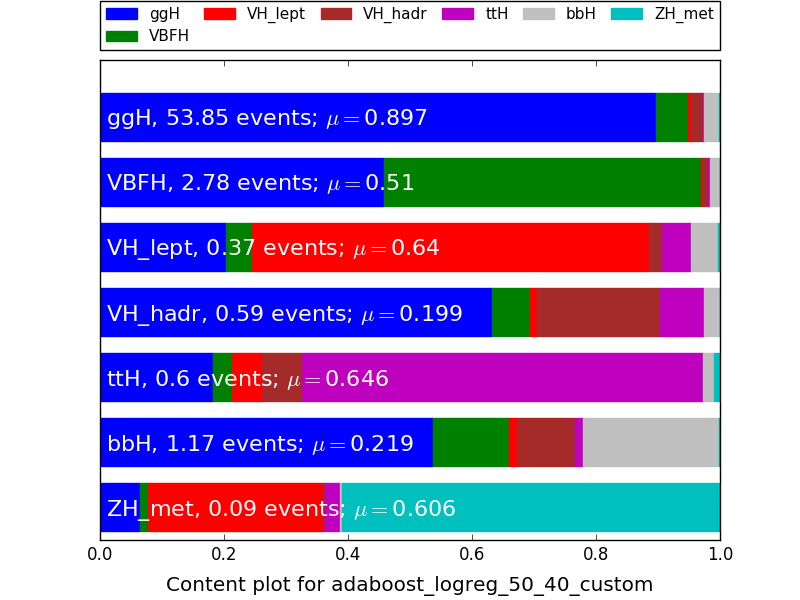 ggH VH_lept VH_hadr ttH bbH ZH_met
VBFH
ggH, 53.85 events; μ = 0.897
VBFH, 2.78 events; μ = 0.51
VH_lept, 0.37 events; μ = 0.64
VH_hadr, 0.59 events; μ = 0.199
ttH, 0.6 events; μ = 0.646
bbH, 1.17 events; μ = 0.219
ZH_met, 0.09 events; μ = 0.606
0.0 0.2 0.4 0.6 0.8 1.0
Content plot for adaboost_logreg_50_40_custom